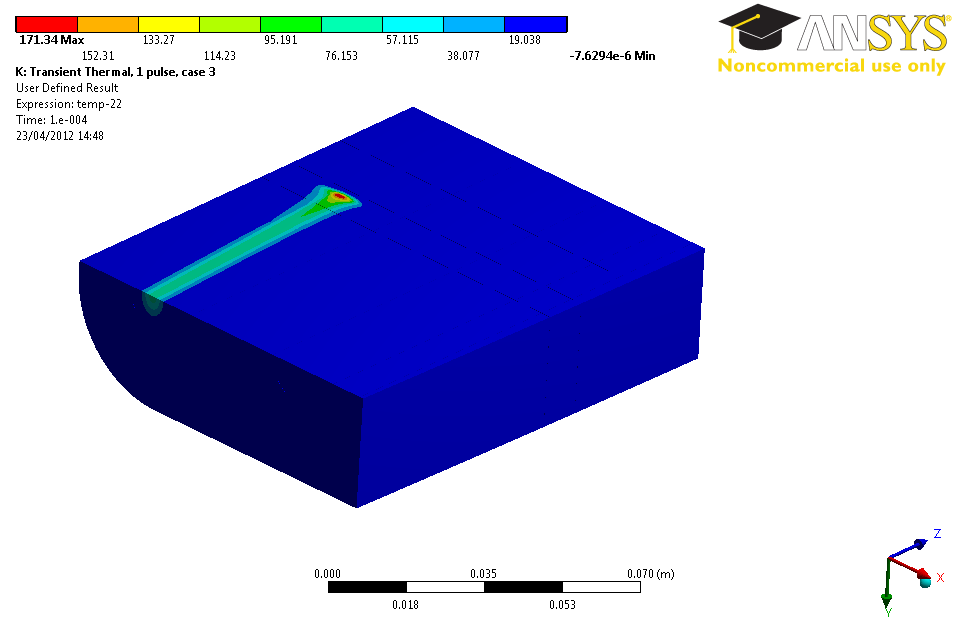 171.34 Max 133.27 95.191 57.115 19.038
152.31 114.23 76.153 38.077 -7.6294e-6 Min
K: Transient Thermal, 1 pulse, case 3
User Defined Result
Expression: temp-22
Time: 1.e-004
23/04/2012 14:48
ANSYS®
Noncommercial use only
0.000 0.035 0.070 (m)
0.018 0.053
Z
X
Y